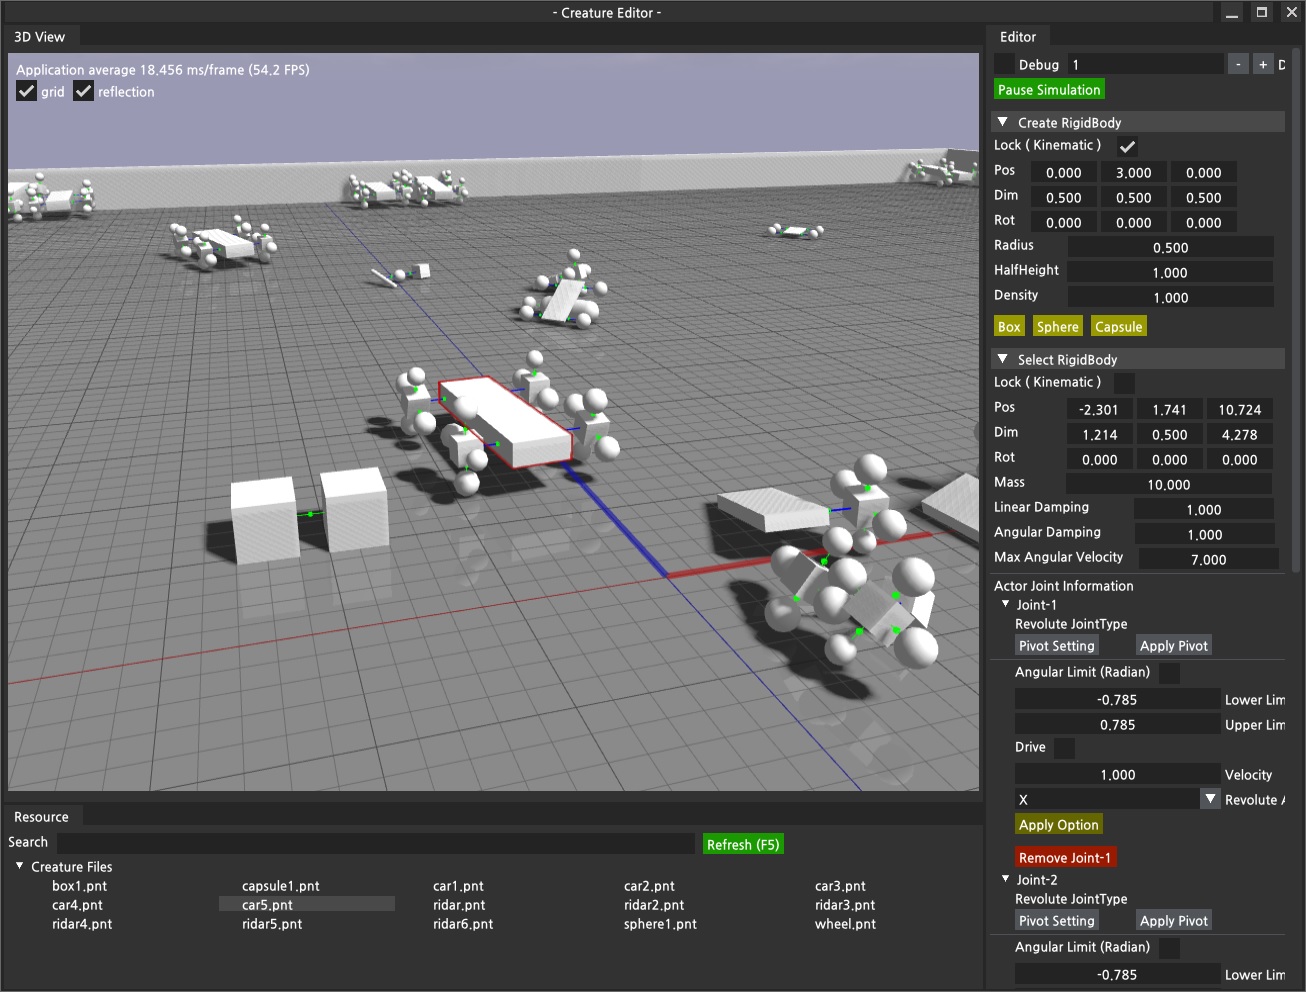 - Creature Editor -
3D View
Application average 18.456 ms/frame (54.2 FPS)
grid reflection
Editor
Debug 1 - + D
Pause Simulation
Create RigidBody
Lock ( Kinematic )
Pos 0.000 3.000 0.000
Dim 0.500 0.500 0.500
Rot 0.000 0.000 0.000
Radius 0.500
HalfHeight 1.000
Density 1.000
Box Sphere Capsule
Select RigidBody
Lock ( Kinematic )
Pos -2.301 1.741 10.724
Dim 1.214 0.500 4.278
Rot 0.000 0.000 0.000
Mass 10.000
Linear Damping 1.000
Angular Damping 1.000
Max Angular Velocity 7.000
Actor Joint Information
Joint-1
Revolute JointType
Pivot Setting Apply Pivot
Angular Limit (Radian)
-0.785 Lower Lim
0.785 Upper Lim
Drive
1.000 Velocity
X Revolute A
Apply Option
Remove Joint-1
Joint-2
Revolute JointType
Pivot Setting Apply Pivot
Angular Limit (Radian)
-0.785 Lower Lim
Resource
Search Refresh (F5)
Creature Files
box1.pnt capsule1.pnt car1.pnt car2.pnt car3.pnt
car4.pnt car5.pnt ridar.pnt ridar2.pnt ridar3.pnt
ridar4.pnt ridar5.pnt ridar6.pnt sphere1.pnt wheel.pnt